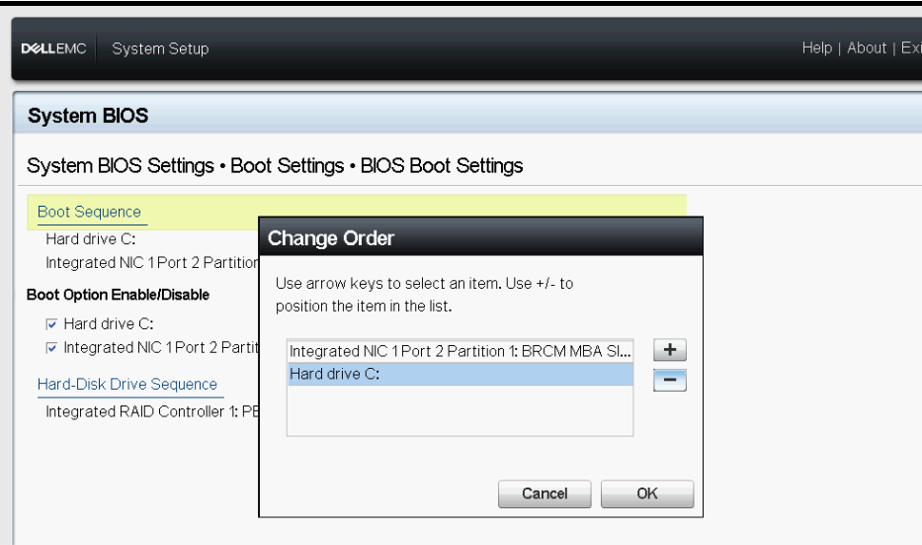 DELLEMC System Setup
Help | About | Exi
System BIOS
System BIOS Settings • Boot Settings • BIOS Boot Settings
Boot Sequence
Hard drive C:
Integrated NIC 1 Port 2 Partition
Boot Option Enable/Disable
Hard drive C:
Integrated NIC 1 Port 2 Partit
Hard-Disk Drive Sequence
Integrated RAID Controller 1: PE
Change Order
Use arrow keys to select an item. Use +/- to
position the item in the list.
Integrated NIC 1 Port 2 Partition 1: BRCM MBA Sl...
Hard drive C:
+
-
Cancel
OK